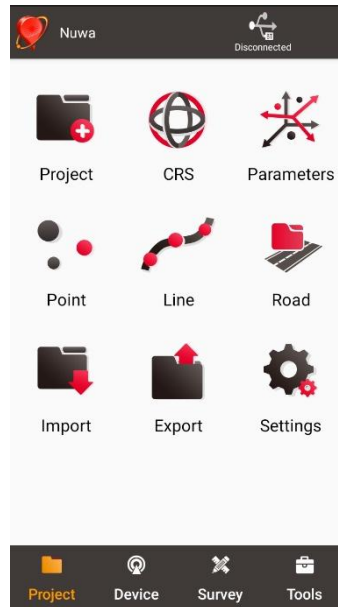 Nuwa
Disconnected
Project CRS Parameters
Point Line Road
Import Export Settings
Project Device Survey Tools